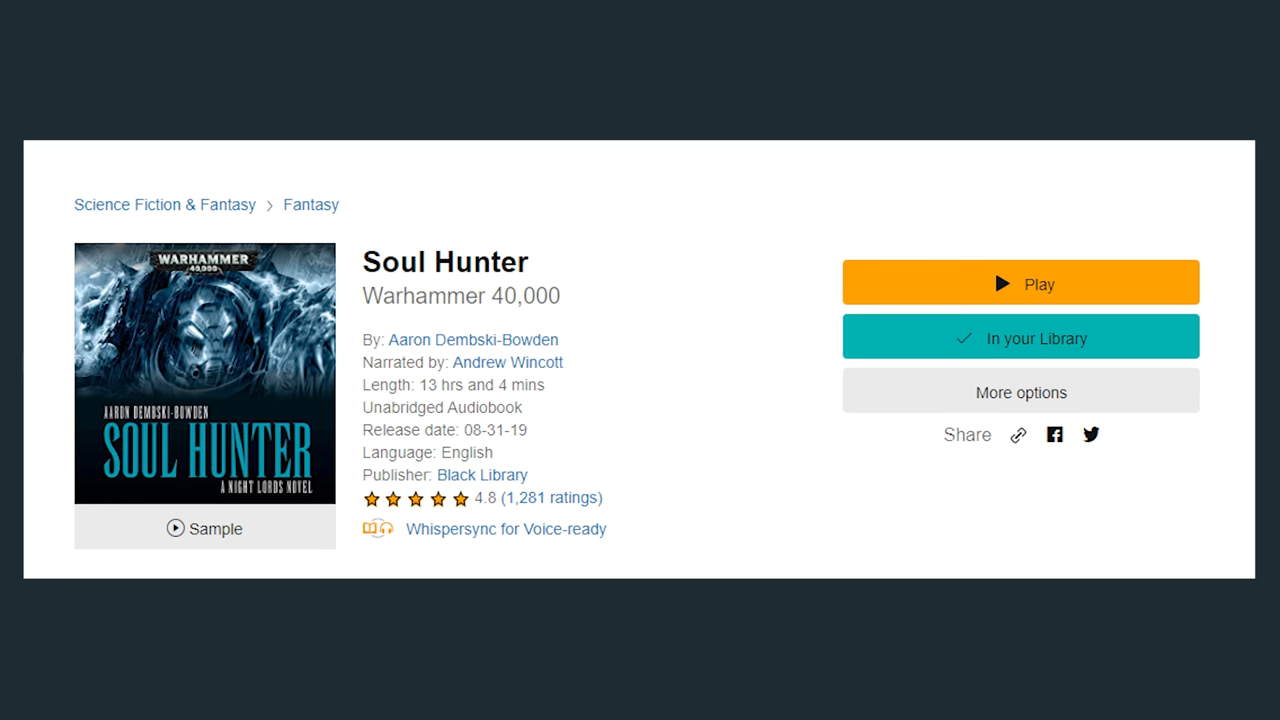 Science Fiction & Fantasy > Fantasy
WARHAMMER
40,000
AARON DEMBSKI-BOWDEN
SOUL HUNTER
A NIGHT LORDS NOVEL
Sample
Soul Hunter
Warhammer 40,000
By: Aaron Dembski-Bowden
Narrated by: Andrew Wincott
Length: 13 hrs and 4 mins
Unabridged Audiobook
Release date: 08-31-19
Language: English
Publisher: Black Library
4.8 (1,281 ratings)
Whispersync for Voice-ready
Play
In your Library
More options
Share